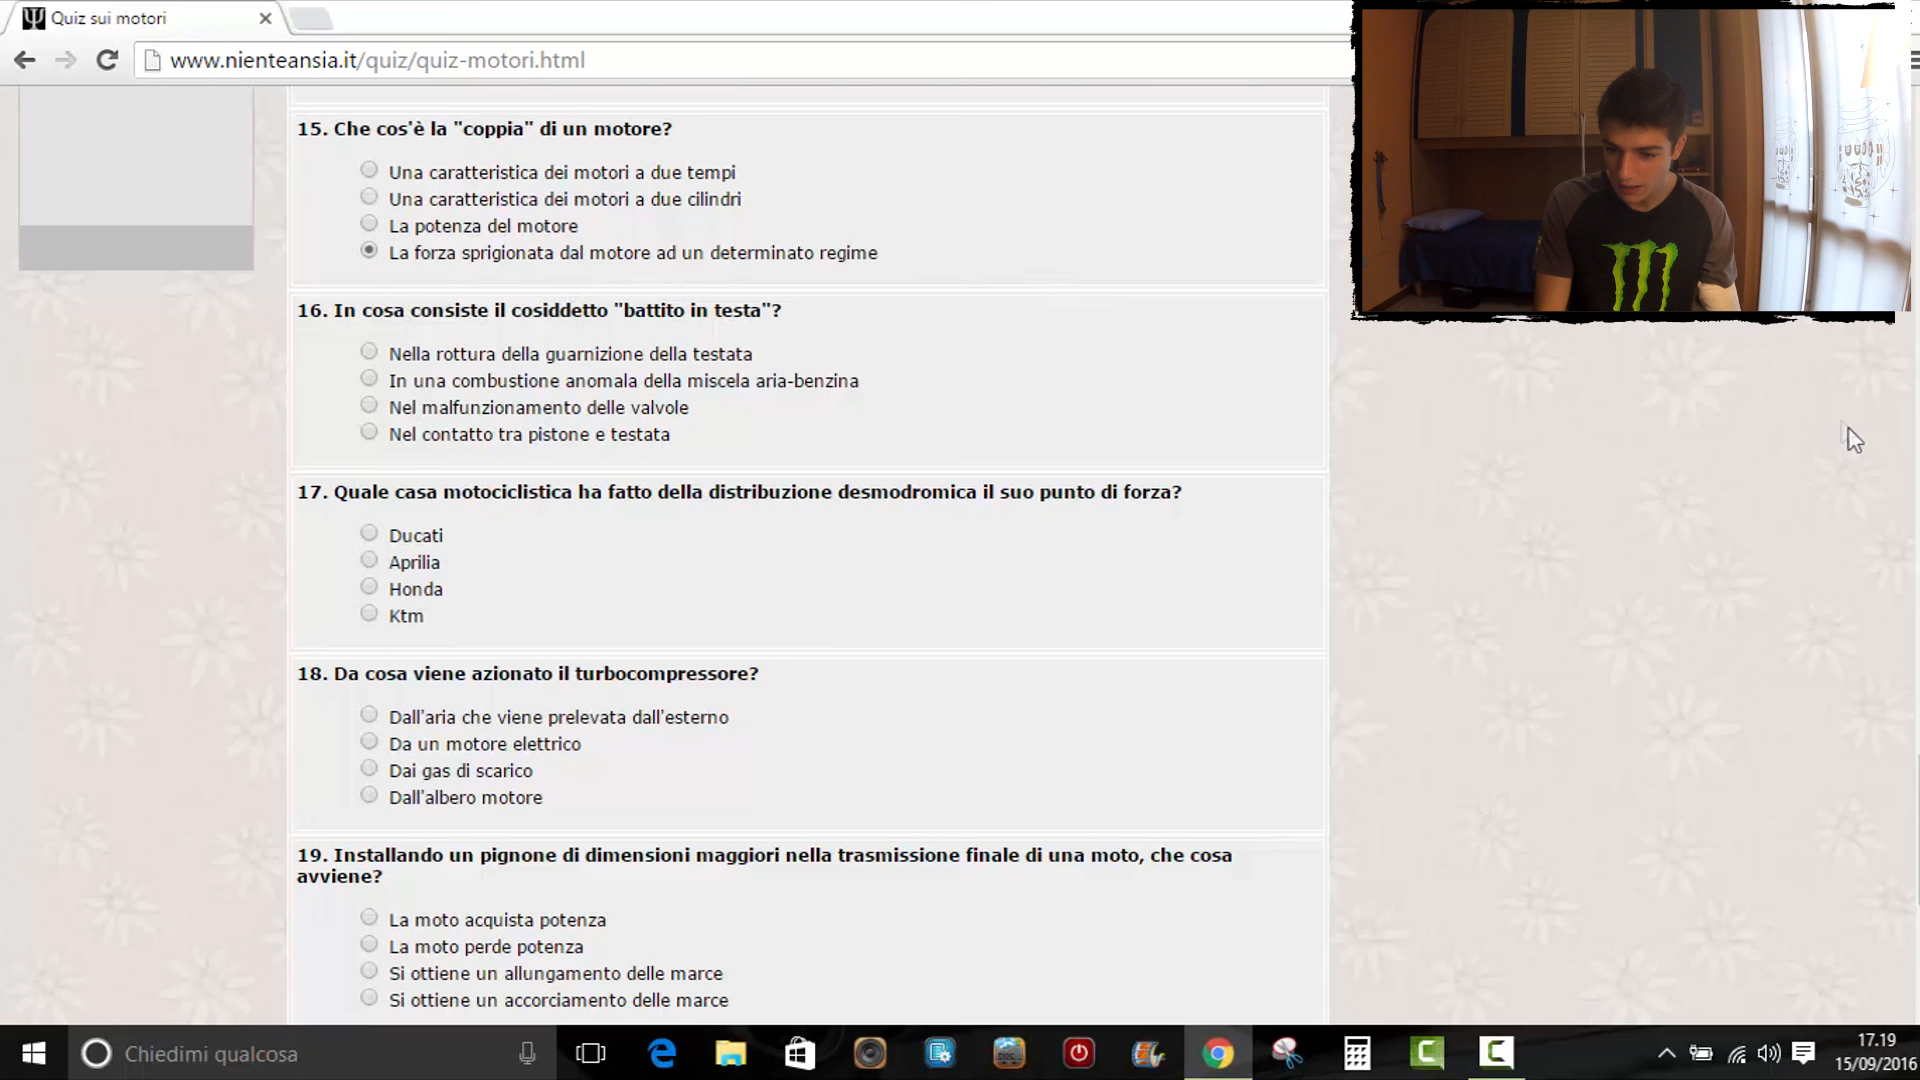 Quiz sui motori
www.nienteansia.it/quiz/quiz-motori.html
15. Che cos'è la "coppia" di un motore?
Una caratteristica dei motori a due tempi
Una caratteristica dei motori a due cilindri
La potenza del motore
La forza sprigionata dal motore ad un determinato regime
16. In cosa consiste il cosiddetto "battito in testa"?
Nella rottura della guarnizione della testata
In una combustione anomala della miscela aria-benzina
Nel malfunzionamento delle valvole
Nel contatto tra pistone e testata
17. Quale casa motociclistica ha fatto della distribuzione desmodromica il suo punto di forza?
Ducati
Aprilia
Honda
Ktm
18. Da cosa viene azionato il turbocompressore?
Dall'aria che viene prelevata dall'esterno
Da un motore elettrico
Dai gas di scarico
Dall'albero motore
19. Installando un pignone di dimensioni maggiori nella trasmissione finale di una moto, che cosa
avviene?
La moto acquista potenza
La moto perde potenza
Si ottiene un allungamento delle marce
Si ottiene un accorciamento delle marce
Chiedimi qualcosa
17.19
15/09/2016